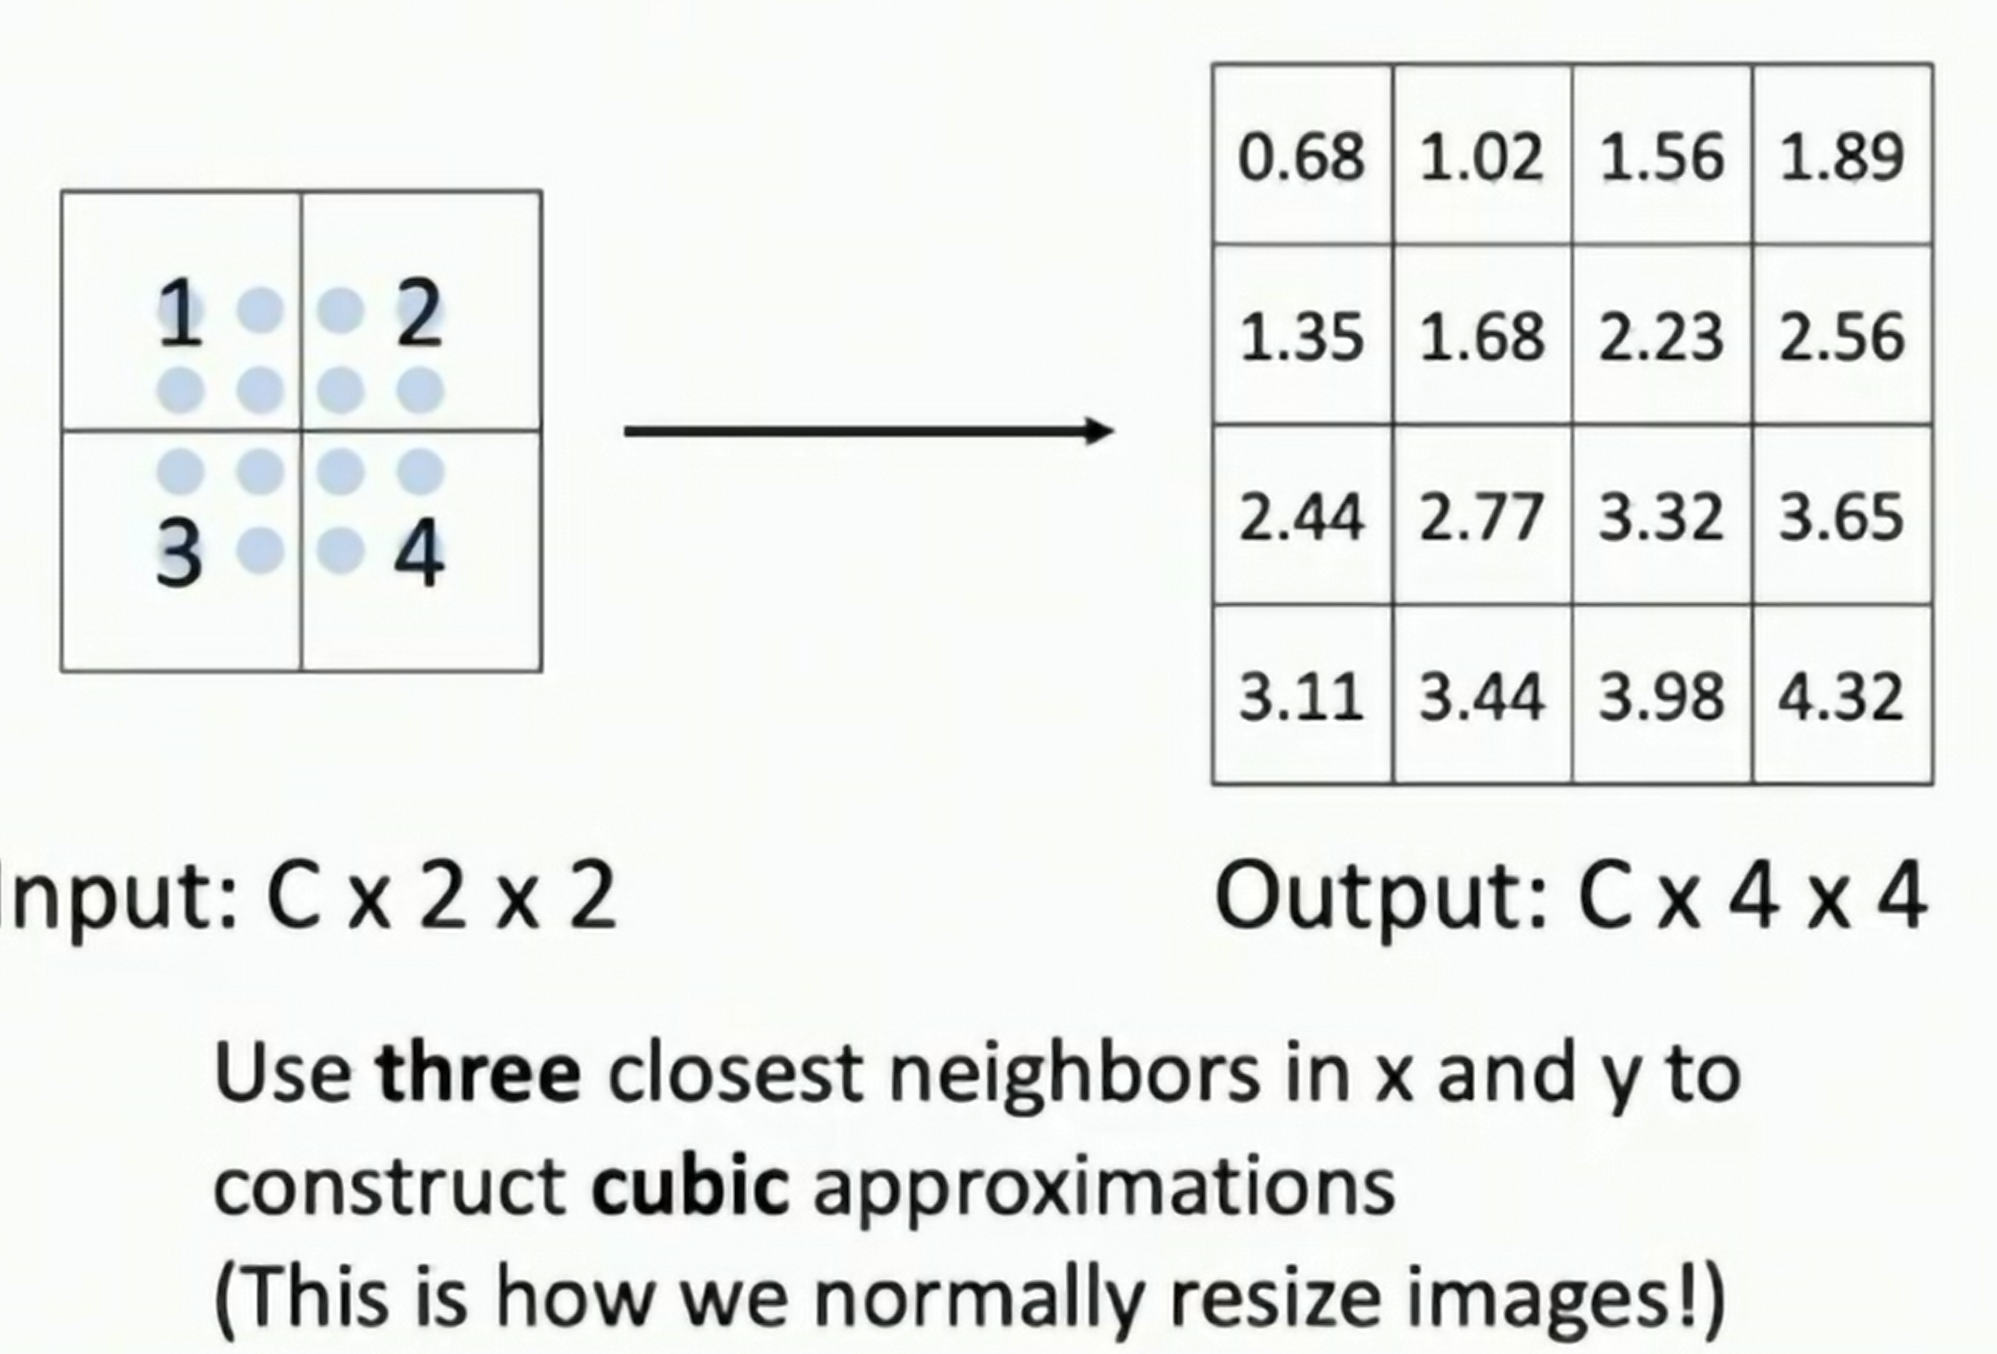 1 2
3 4
0.68 1.02 1.56 1.89
1.35 1.68 2.23 2.56
2.44 2.77 3.32 3.65
3.11 3.44 3.98 4.32
Input: C x 2 x 2
Output: C x 4 x 4
Use three closest neighbors in x and y to
construct cubic approximations
(This is how we normally resize images!)